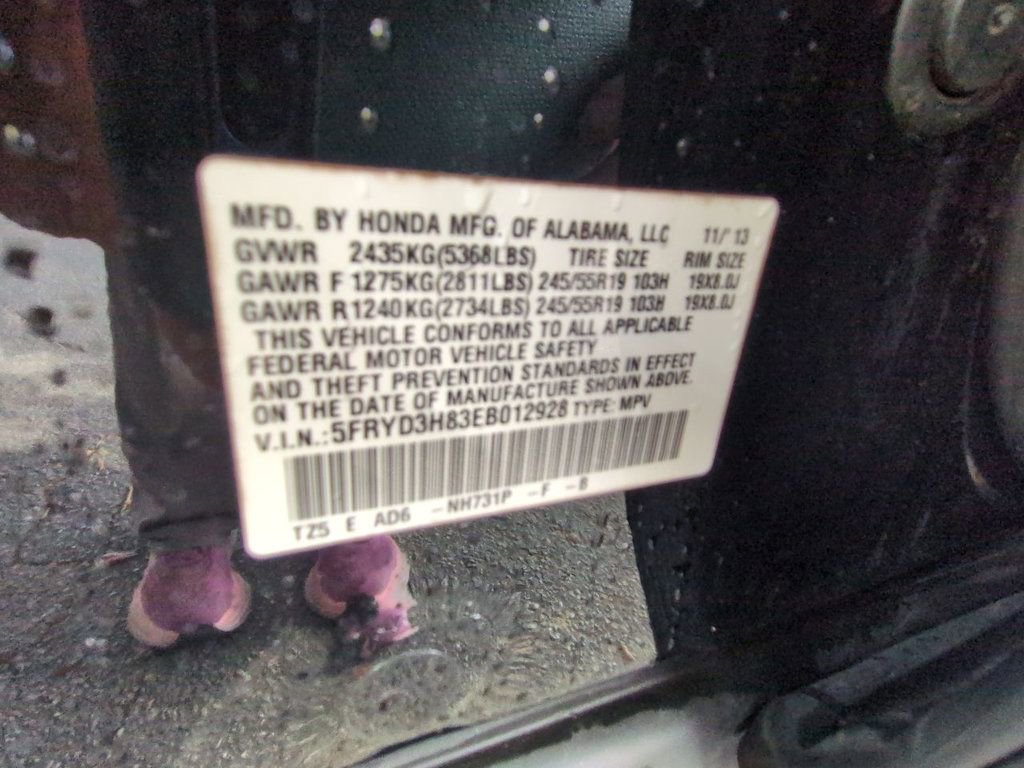 MFD. BY HONDA MFG. OF ALABAMA, LLC 11/'13
GVWR 2435KG(5368LBS) TIRE SIZE RIM SIZE
GAWR F 1275KG(2811LBS) 245/55R19 103H 19X8.0J
GAWR R 1240KG(2734LBS) 245/55R19 103H 19X8.0J
THIS VEHICLE CONFORMS TO ALL APPLICABLE
FEDERAL MOTOR VEHICLE SAFETY
AND THEFT PREVENTION STANDARDS IN EFFECT
ON THE DATE OF MANUFACTURE SHOWN ABOVE.
V.I.N.:5FRYD3H83EB012928 TYPE: MPV
TZ5 E AD6 -NH731P -F -B